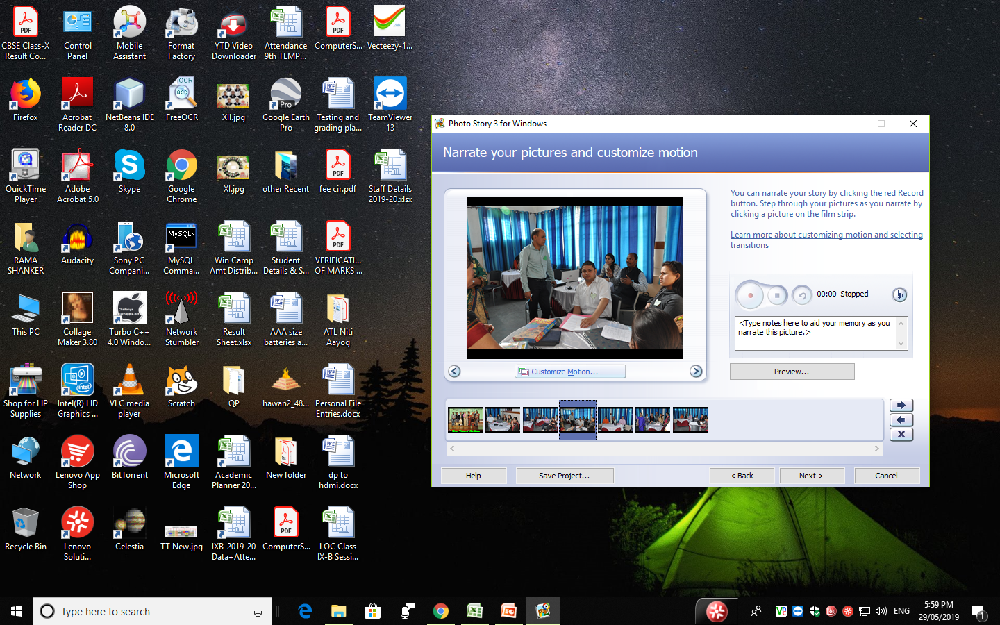 CBSE Class-X
Result Co...
Control
Panel
Mobile
Assistant
Format
Factory
YTD Video
Downloader
Attendance
9th TEMP...
ComputerS...
Vecteezy-1...
Firefox
Acrobat
Reader DC
NetBeans IDE
8.0
FreeOCR
XII.jpg
Google Earth
Pro
Testing and
grading pla...
TeamViewer
13
QuickTime
Player
Adobe
Acrobat 5.0
Skype
Google
Chrome
XI.jpg
other Recent
fee cir.pdf
Staff Details
2019-20.xlsx
RAMA
SHANKER
Audacity
Sony PC
Compani...
MySQL
Comma...
Win Camp
Amt Distrib...
Student
Details & S...
VERIFICATI...
OF MARKS ...
This PC
Collage
Maker 3.80
Turbo C++
4.0 Windo...
Network
Stumbler
Result
Sheet.xlsx
AAA size
batteries a...
ATL Niti
Aayog
Shop for HP
Supplies
Intel(R) HD
Graphics ...
VLC media
player
Scratch
QP
hawan2_48...
Personal File
Entries.docx
Network
Lenovo App
Shop
BitTorrent
Microsoft
Edge
Academic
Planner 20...
New folder
dp to
hdmi.docx
Recycle Bin
Lenovo
Soluti...
Celestia
TT New.jpg
IXB-2019-20
Data+Atte...
ComputerS...
LOC Class
IX-B Sessi...
Photo Story 3 for Windows
Narrate your pictures and customize motion
You can narrate your story by clicking the red Record
button. Step through your pictures as you narrate by
clicking a picture on the film strip.
Learn more about customizing motion and selecting
transitions
00:00 Stopped
<Type notes here to aid your memory as you
narrate this picture.>
Customize Motion...
Preview...
Help
Save Project...
< Back
Next >
Cancel
Type here to search
ENG
5:59 PM
29/05/2019
1